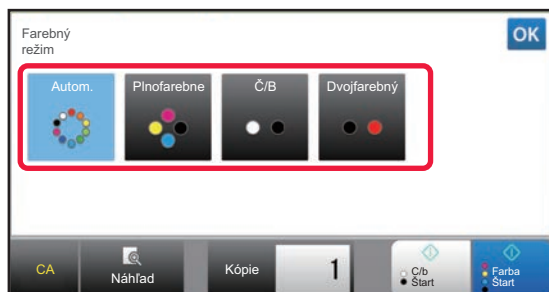 Farebný
režim
OK
Autom.
Plnofarebne
Č/B
Dvojfarebný
CA
Náhľad
Kópie
1
C/b
Štart
Farba
Štart